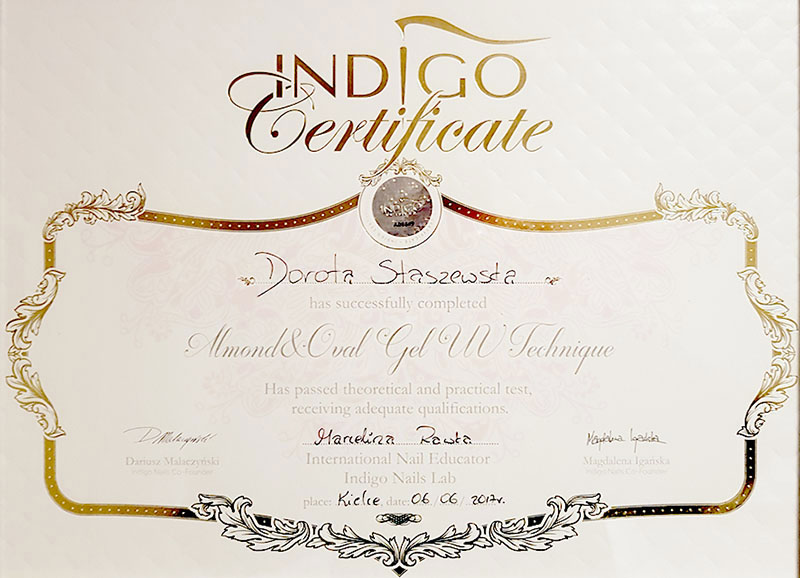 INDIGO
Certificate
INDIGO
Dorota Staszewska
has successfully completed
Almond&Oval Gel UV Technique
Has passed theoretical and practical test,
receiving adequate qualifications.
Marcelina Rawta
Dariusz Malaczyński
Indigo Nails Co-Founder
International Nail Educator
Indigo Nails Lab
Magdalena Igańska
Indigo Nails Co-Founder
place: Kielce, date: 06/06/2017r.